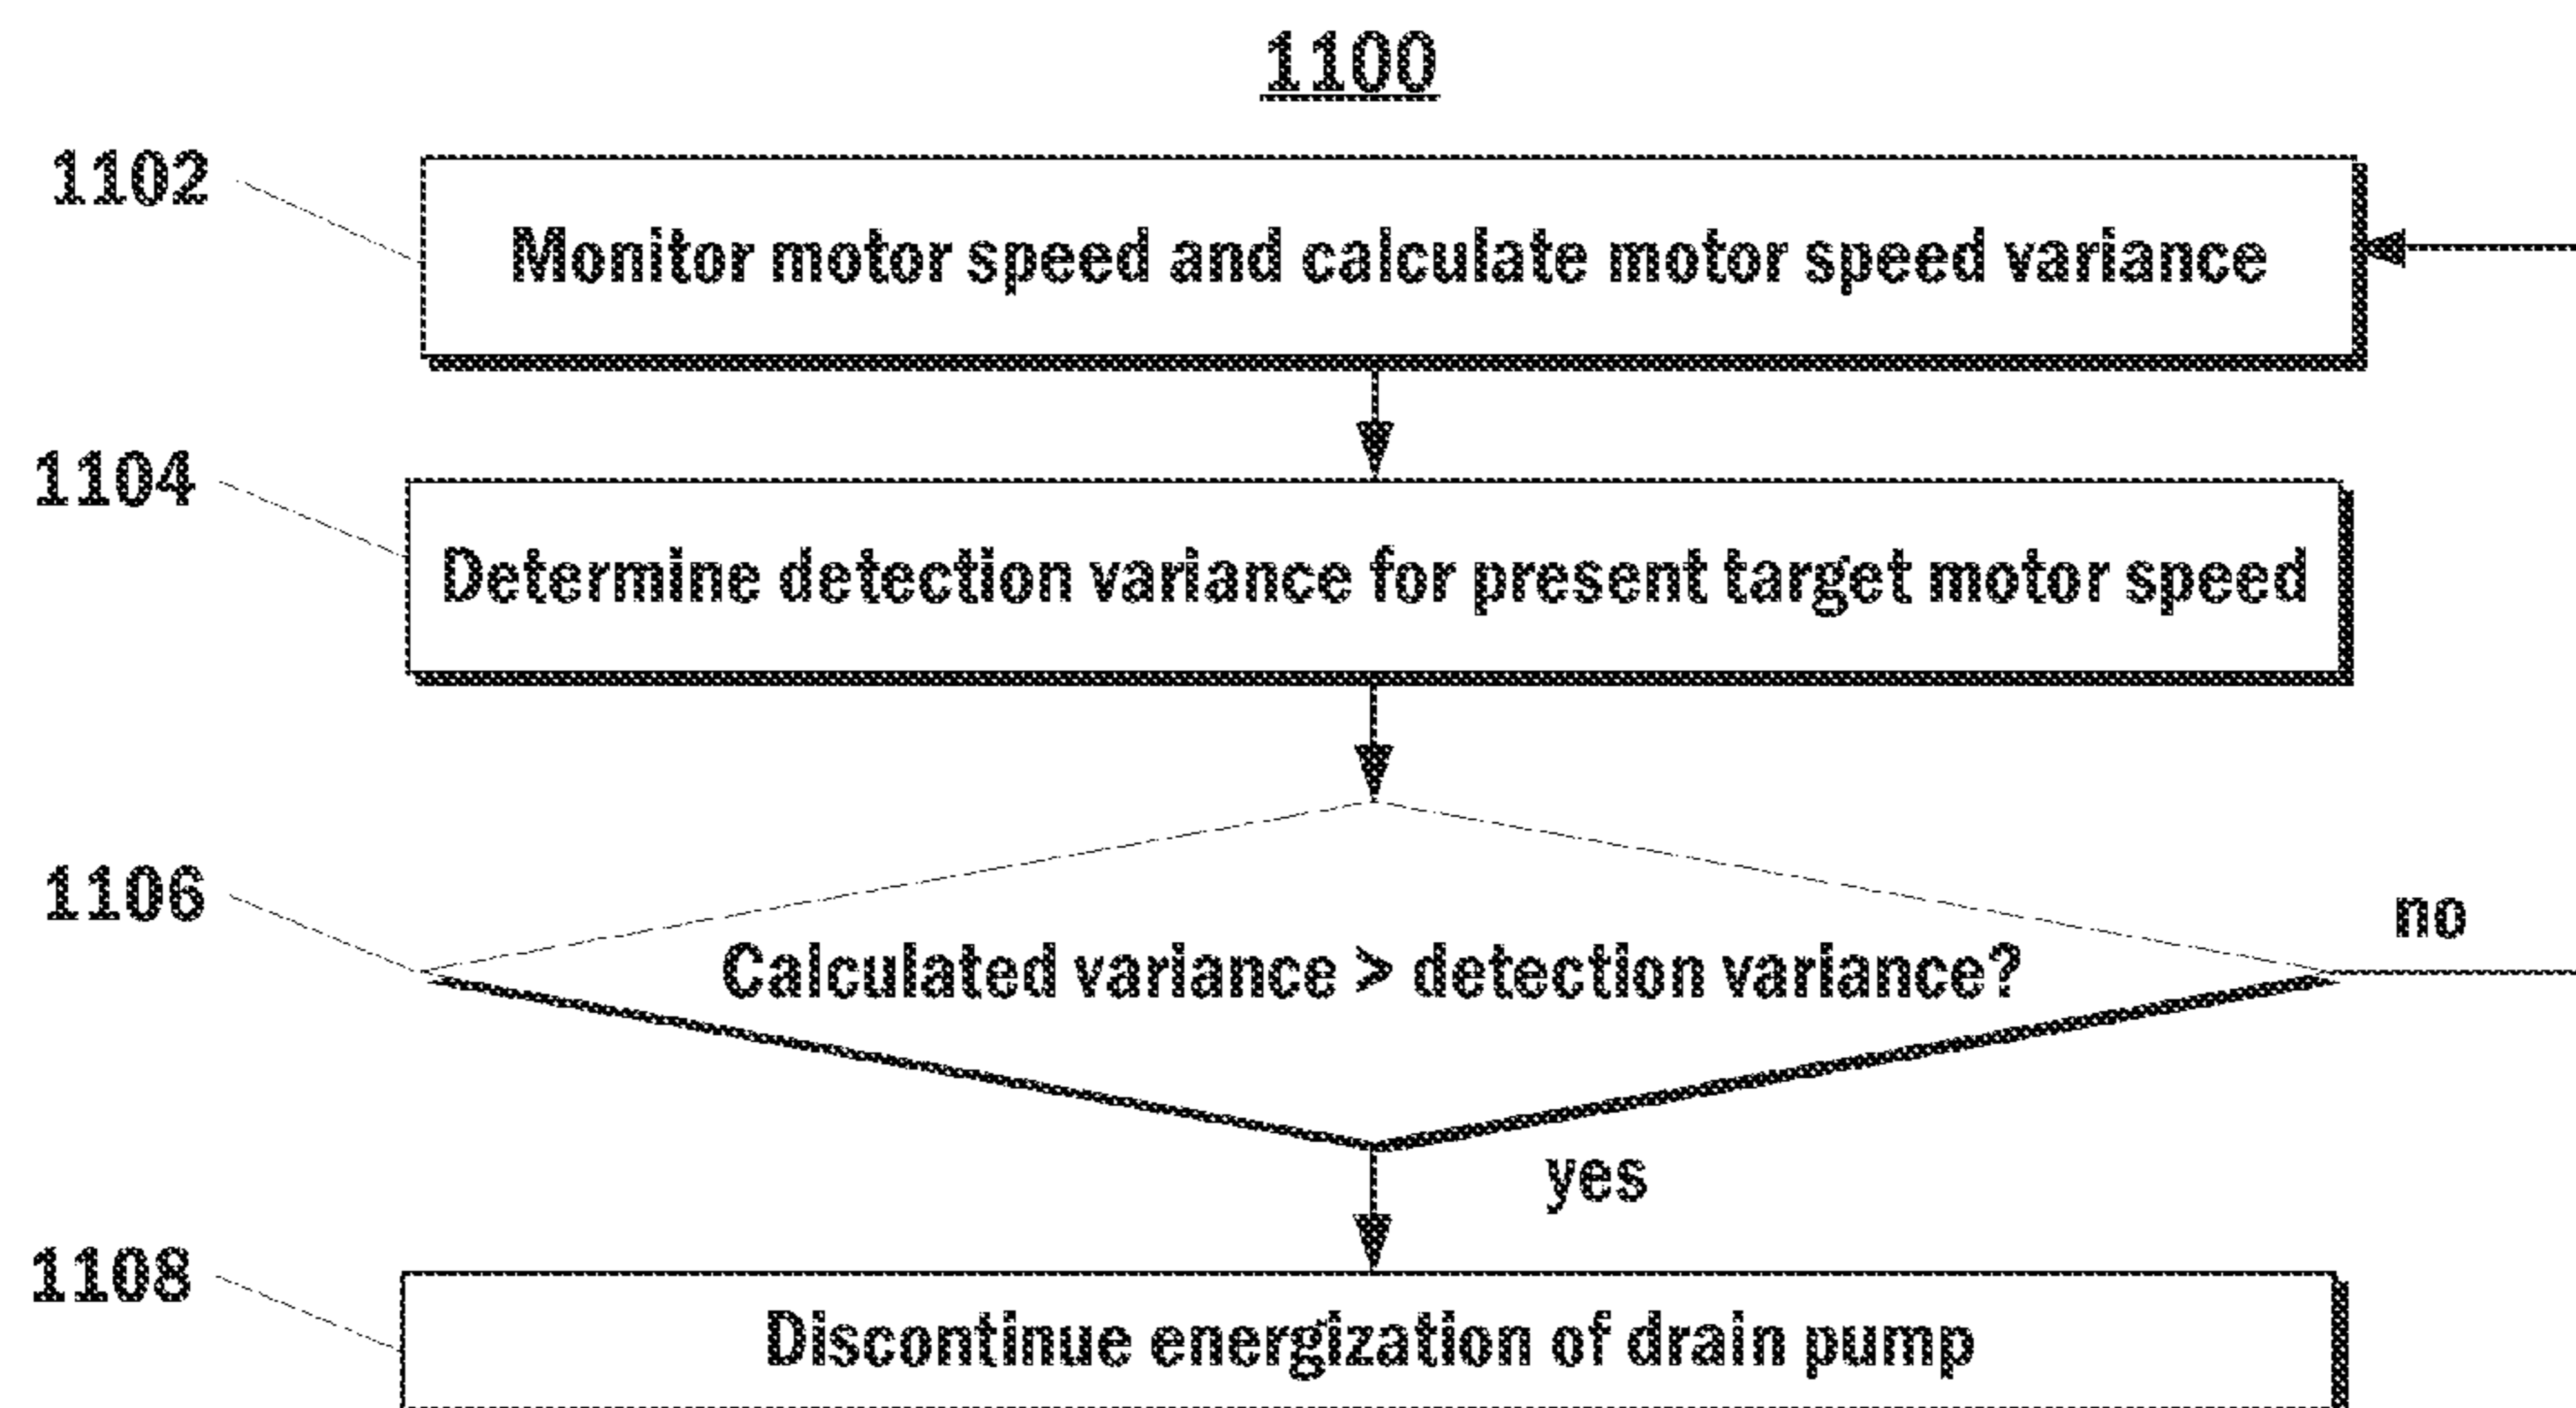 1100
1102
Monitor motor speed and calculate motor speed variance
1104
Determine detection variance for present target motor speed
1106
Calculated variance > detection variance?
no
yes
1108
Discontinue energization of drain pump